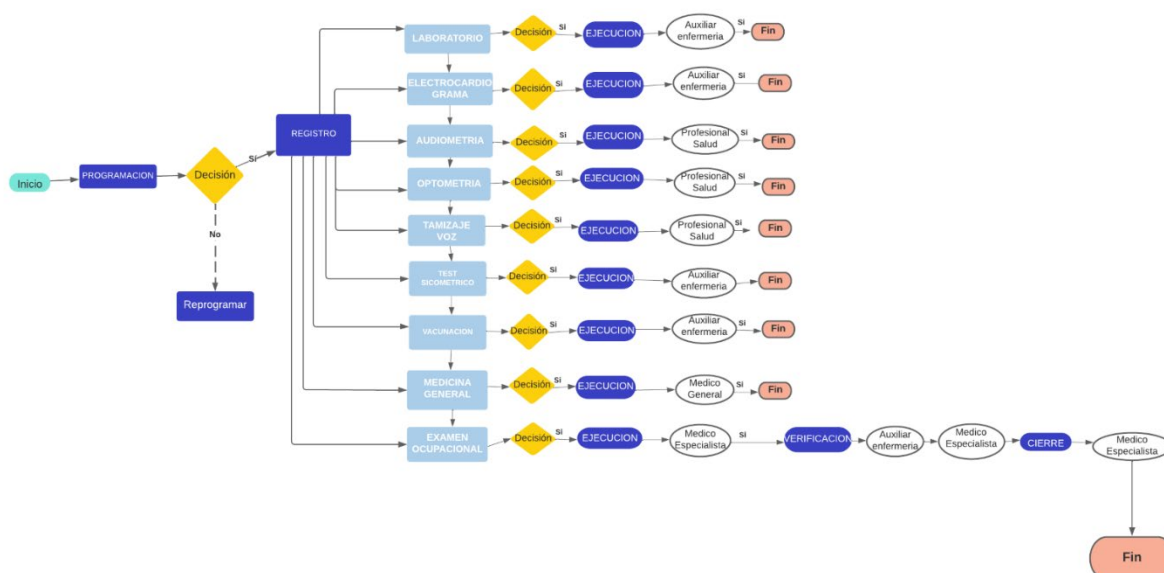 Inicio
PROGRAMACION
Decisión
Si
No
Reprogramar
REGISTRO
LABORATORIO
Decisión
Si
EJECUCION
Auxiliar
enfermeria
Si
Fin
ELECTROCARDIO
GRAMA
Decisión
Si
EJECUCION
Auxiliar
enfermeria
Si
Fin
AUDIOMETRIA
Decisión
Si
EJECUCION
Profesional
Salud
Si
Fin
OPTOMETRIA
Decisión
Si
EJECUCION
Profesional
Salud
Si
Fin
TAMIZAJE
VOZ
Decisión
Si
EJECUCION
Profesional
Salud
Si
Fin
TEST
SICOMETRICO
Decisión
Si
EJECUCION
Auxiliar
enfermeria
Si
Fin
VACUNACION
Decisión
Si
EJECUCION
Auxiliar
enfermeria
Si
Fin
MEDICINA
GENERAL
Decisión
Si
EJECUCION
Medico
General
Si
Fin
EXAMEN
OCUPACIONAL
Decisión
Si
EJECUCION
Medico
Especialista
Si
VERIFICACION
Auxiliar
enfermeria
Medico
Especialista
CIERRE
Medico
Especialista
Fin